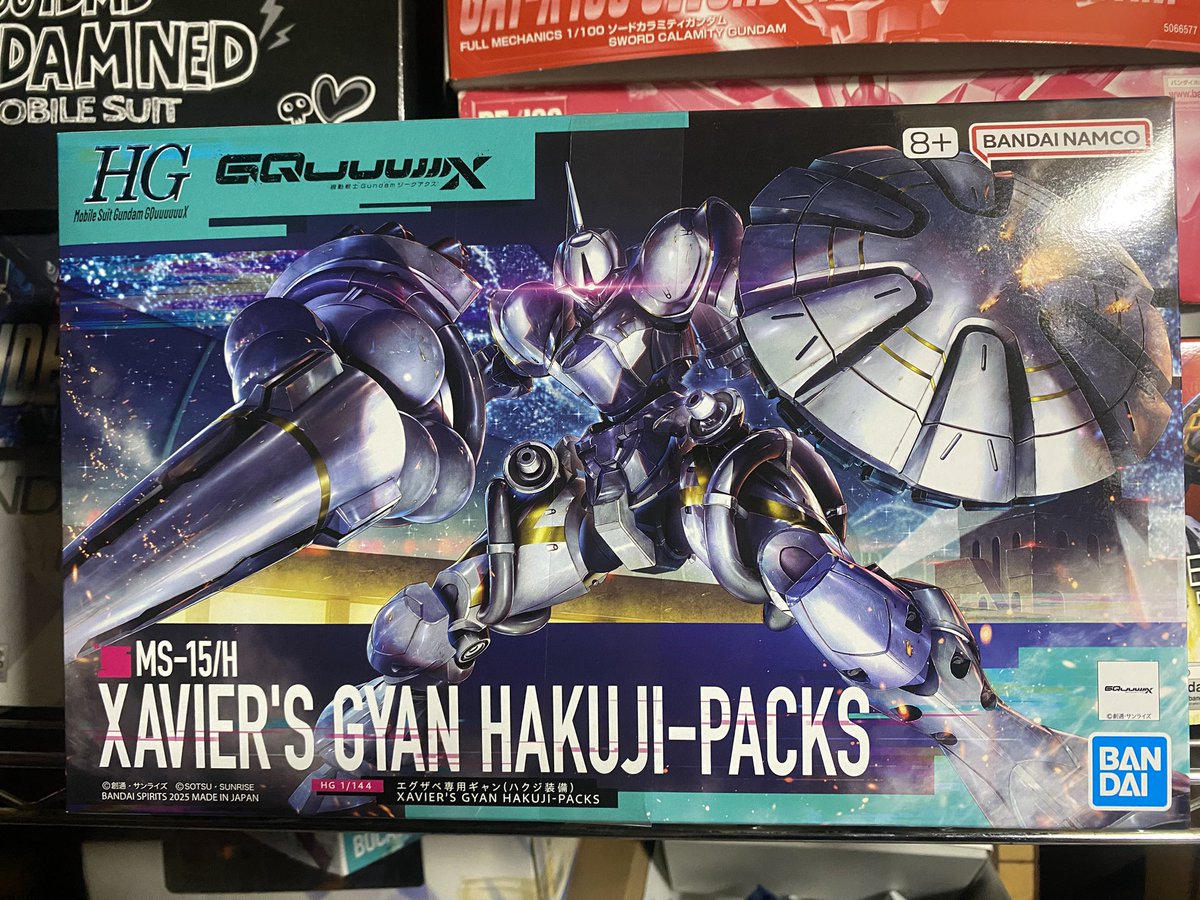 DAMNED
MOBILE SUIT
FULL MECHANICS 1/100 ソードカラミティガンダム
SWORD CALAMITY GUNDAM
5066577
HG
Mobile Suit Gundam GQuuuuuuX
GQuuuuuuX
機動戦士Gundam ジークアクス
8+
BANDAI NAMCO
MS-15/H
XAVIER'S GYAN HAKUJI-PACKS
HG 1/144
エグザベ専用ギャン(ハクジ装備)
XAVIER'S GYAN HAKUJI-PACKS
©創通・サンライズ ©SOTSU・SUNRISE
BANDAI SPIRITS 2025 MADE IN JAPAN
GQuuuuuuX
©創通・サンライズ
BAN
DAI